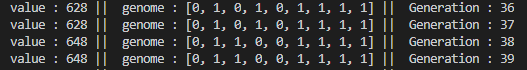 value : 628 || genome : [0, 1, 0, 1, 0, 1, 1, 1, 1] || Generation : 36
value : 628 || genome : [0, 1, 0, 1, 0, 1, 1, 1, 1] || Generation : 37
value : 648 || genome : [0, 1, 1, 0, 0, 1, 1, 1, 1] || Generation : 38
value : 648 || genome : [0, 1, 1, 0, 0, 1, 1, 1, 1] || Generation : 39